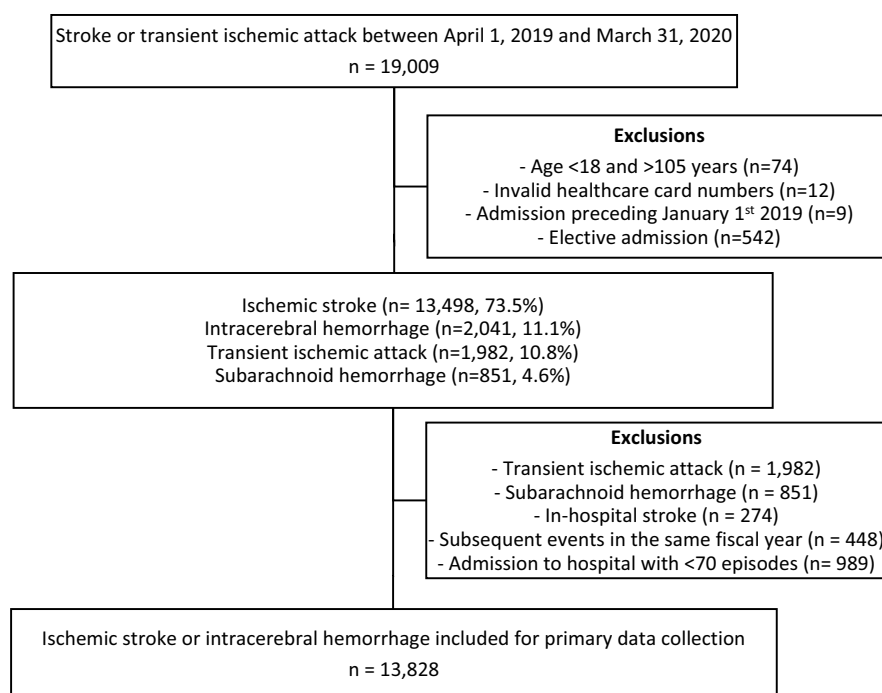 Stroke or transient ischemic attack between April 1, 2019 and March 31, 2020
n = 19,009
Exclusions
- Age <18 and >105 years (n=74)
- Invalid healthcare card numbers (n=12)
- Admission preceding January 1st 2019 (n=9)
- Elective admission (n=542)
Ischemic stroke (n= 13,498, 73.5%)
Intracerebral hemorrhage (n=2,041, 11.1%)
Transient ischemic attack (n=1,982, 10.8%)
Subarachnoid hemorrhage (n=851, 4.6%)
Exclusions
- Transient ischemic attack (n = 1,982)
- Subarachnoid hemorrhage (n = 851)
- In-hospital stroke (n = 274)
- Subsequent events in the same fiscal year (n = 448)
- Admission to hospital with <70 episodes (n= 989)
Ischemic stroke or intracerebral hemorrhage included for primary data collection
n = 13,828